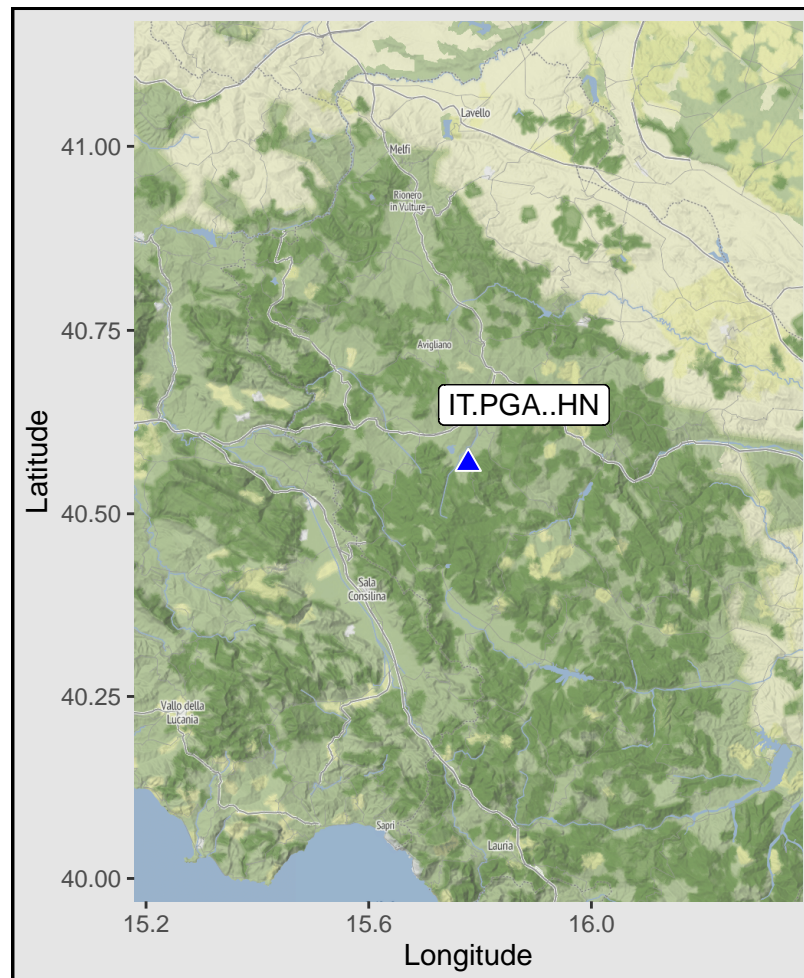 Lavello
41.00
Melfi
Rionero
in Vulture
40.75
Avigliano
IT.PGA..HN
Latitude
40.50
Sala
Consilina
40.25
Vallo della
Lucania
Sapri
Lauria
40.00
15.2
15.6
16.0
Longitude